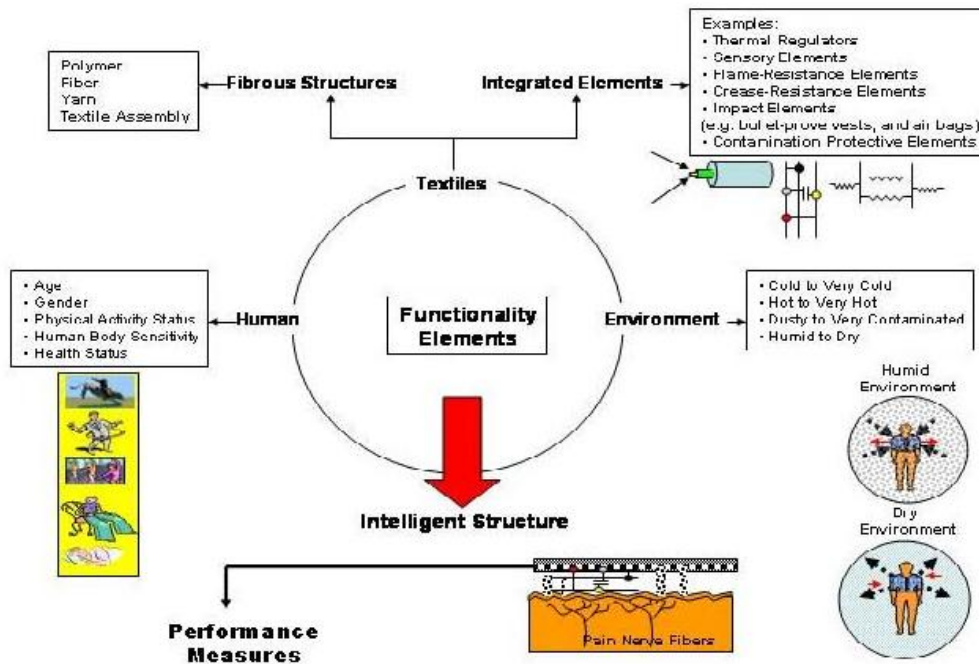 Polymer
Fiber
Yarn
Textile Assembly
Fibrous Structures
Integrated Elements
Examples:
• Thermal Regulators
- Sensory Elements
• Flame-Resistance Elements
• Crease-Resistance Elements
• Impact Elements
(e.g. bullet-prove vests, and air bags)
• Contamination Protective Elements
Textiles
• Age
• Gender
• Physical Activity Status
- Human Body Sensitivity
• Health Status
Human
Functionality
Elements
Environment
• Cold to Very Cold
• Hot to Very Hot
• Dusty to Very Contaminated
- Humid to Dry
Humid
Environment
Intelligent Structure
Dry
Environment
Pain Nerve Fibers
Performance
Measures